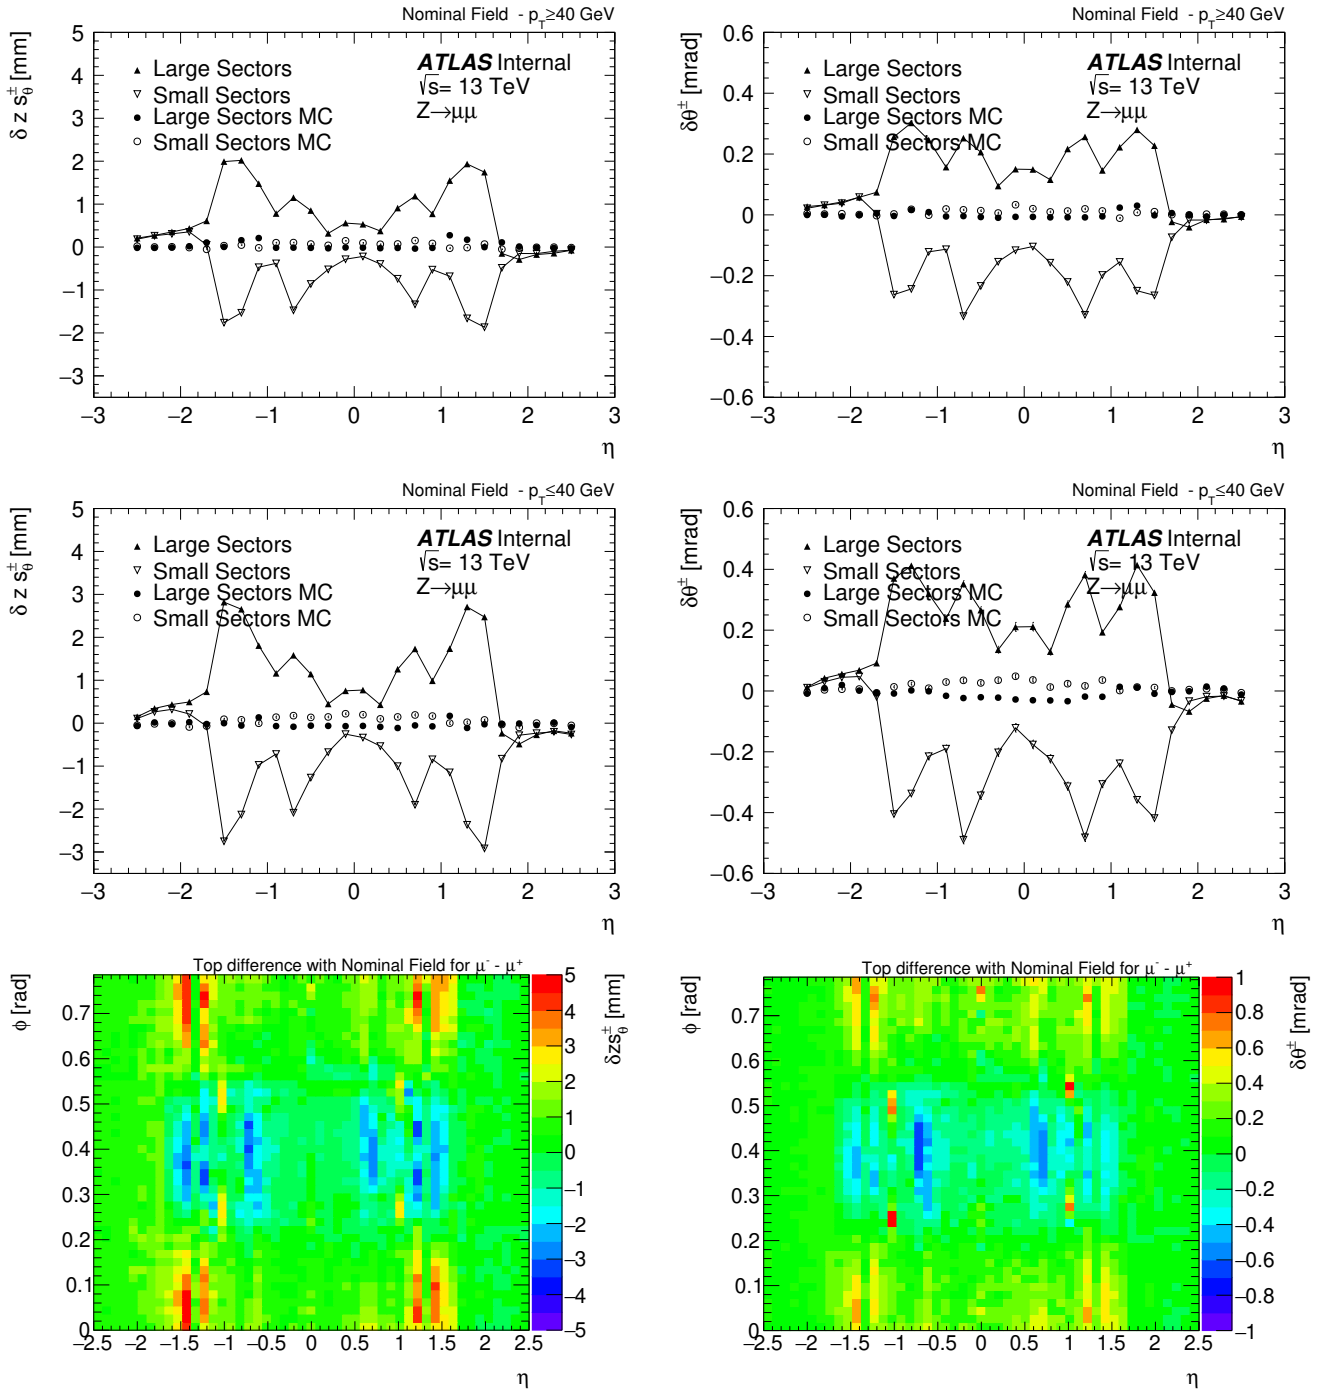 Nominal Field - pT≥40 GeV
δ z sθ± [mm]
ATLAS Internal
√s= 13 TeV
Z→μμ
Large Sectors
Small Sectors
Large Sectors MC
Small Sectors MC
5
4
3
2
1
0
−1
−2
−3
−3 −2 −1 0 1 2 3
η
Nominal Field - pT≥40 GeV
δθ± [mrad]
ATLAS Internal
√s= 13 TeV
Z→μμ
Large Sectors
Small Sectors
Large Sectors MC
Small Sectors MC
0.6
0.4
0.2
0
−0.2
−0.4
−0.6
−3 −2 −1 0 1 2 3
η
Nominal Field - pT≤40 GeV
δ z sθ± [mm]
ATLAS Internal
√s= 13 TeV
Z→μμ
Large Sectors
Small Sectors
Large Sectors MC
Small Sectors MC
5
4
3
2
1
0
−1
−2
−3
−3 −2 −1 0 1 2 3
η
Nominal Field - pT≤40 GeV
δθ± [mrad]
ATLAS Internal
√s= 13 TeV
Z→μμ
Large Sectors
Small Sectors
Large Sectors MC
Small Sectors MC
0.6
0.4
0.2
0
−0.2
−0.4
−0.6
−3 −2 −1 0 1 2 3
η
Top difference with Nominal Field for μ- - μ+
φ [rad]
0.7
0.6
0.5
0.4
0.3
0.2
0.1
0
−2.5 −2 −1.5 −1 −0.5 0 0.5 1 1.5 2 2.5
η
5
4
3
2
1
0
−1
−2
−3
−4
−5
δzsθ± [mm]
Top difference with Nominal Field for μ- - μ+
φ [rad]
0.7
0.6
0.5
0.4
0.3
0.2
0.1
0
−2.5 −2 −1.5 −1 −0.5 0 0.5 1 1.5 2 2.5
η
1
0.8
0.6
0.4
0.2
0
−0.2
−0.4
−0.6
−0.8
−1
δθ± [mrad]